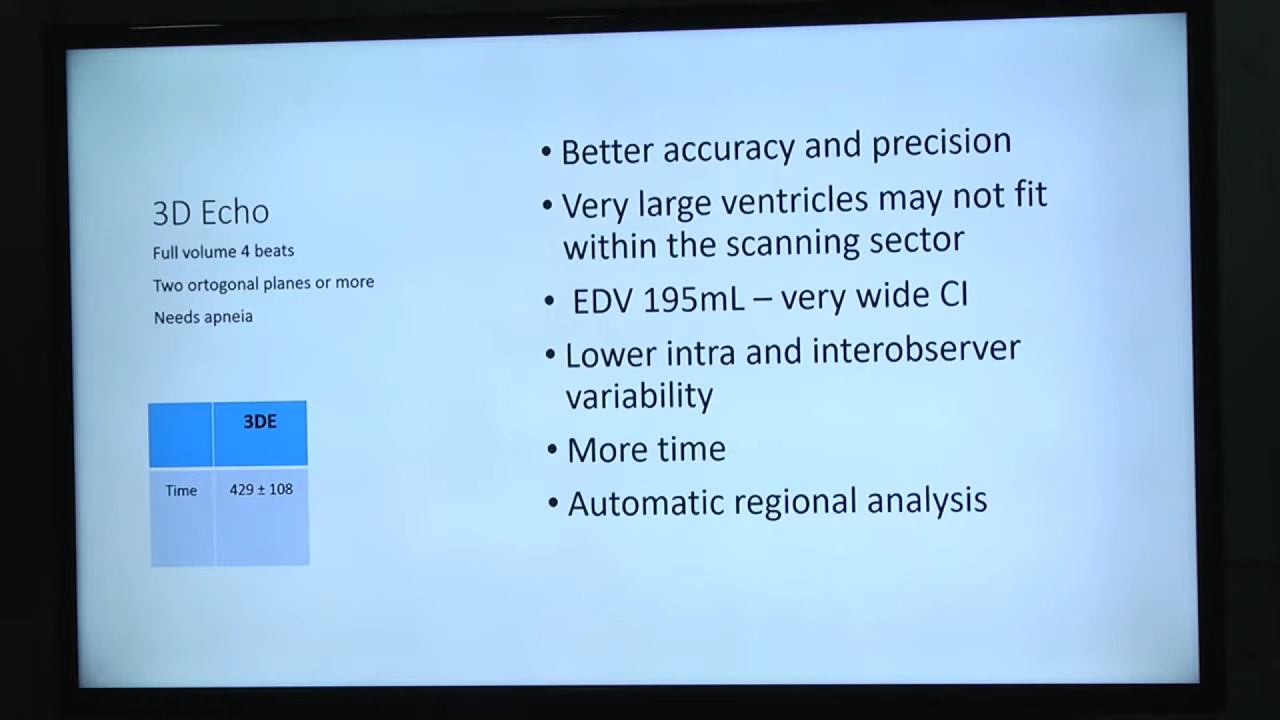 3D Echo
Full volume 4 beats
Two ortogonal planes or more
Needs apneia
3DE
Time 429 ± 108
• Better accuracy and precision
• Very large ventricles may not fit
within the scanning sector
• EDV 195mL – very wide CI
• Lower intra and interobserver
variability
• More time
• Automatic regional analysis